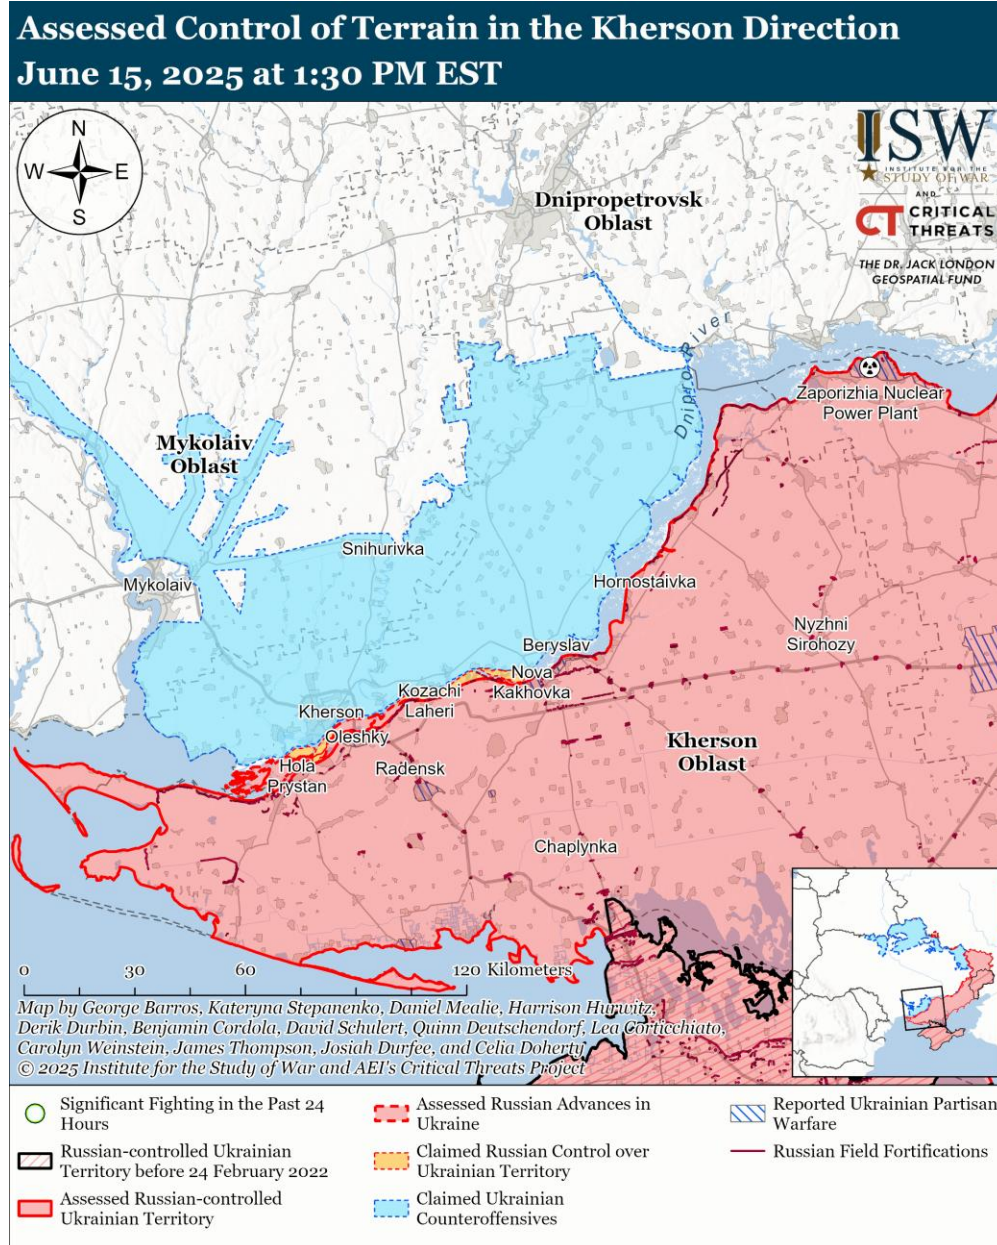 Assessed Control of Terrain in the Kherson Direction
June 15, 2025 at 1:30 PM EST
N
W
E
S
ISW
INSTITUTE FOR THE
STUDY OF WAR
AND
CT CRITICAL
THREATS
THE DR. JACK LONDON
GEOSPATIAL FUND
Dnipropetrovsk
Oblast
Dnipro River
Zaporizhia Nuclear
Power Plant
Mykolaiv
Oblast
Snihurivka
Mykolaiv
Hornostaivka
Nyzhni
Sirohozy
Beryslav
Nova
Kakhovka
Kozachi
Laheri
Kherson
Oleshky
Kherson
Oblast
Hola
Prystan
Radensk
Chaplynka
0 30 60 120 Kilometers
Map by George Barros, Kateryna Stepanenko, Daniel Mealie, Harrison Hurwitz,
Derik Durbin, Benjamin Cordola, David Schulert, Quinn Deutschendorf, Lea Corticchiato,
Carolyn Weinstein, James Thompson, Josiah Durfee, and Celia Doherty
© 2025 Institute for the Study of War and AEI's Critical Threats Project
Significant Fighting in the Past 24
Hours
Russian-controlled Ukrainian
Territory before 24 February 2022
Assessed Russian-controlled
Ukrainian Territory
Assessed Russian Advances in
Ukraine
Claimed Russian Control over
Ukrainian Territory
Claimed Ukrainian
Counteroffensives
Reported Ukrainian Partisan
Warfare
Russian Field Fortifications